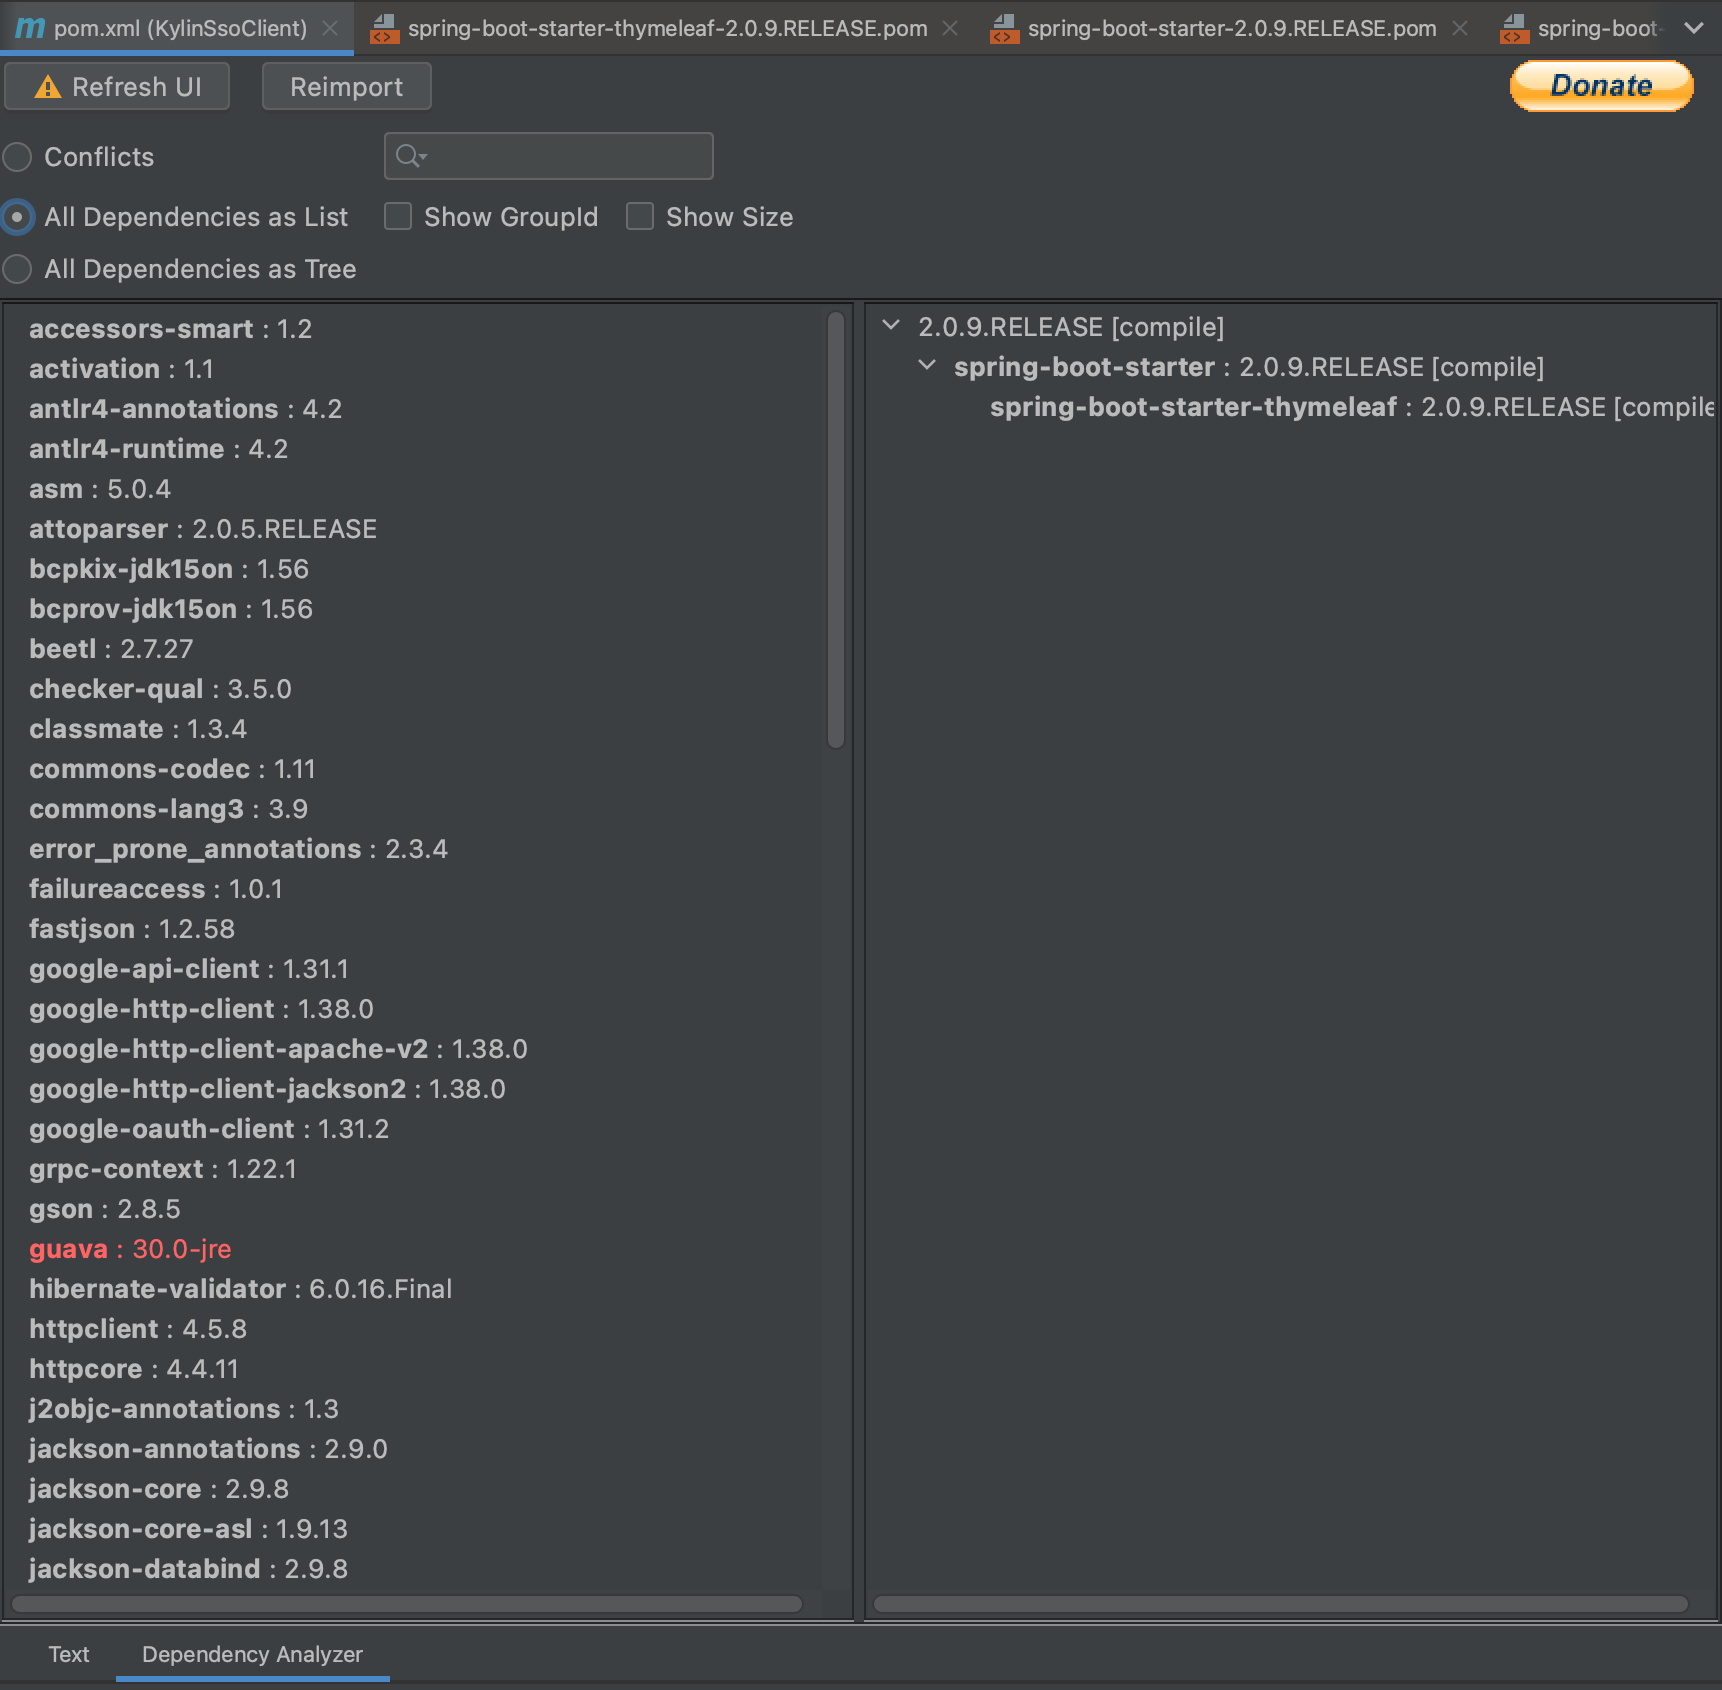 pom.xml (KylinSsoClient)
spring-boot-starter-thymeleaf-2.0.9.RELEASE.pom
spring-boot-starter-2.0.9.RELEASE.pom
spring-boot-
Refresh UI
Reimport
Donate
Conflicts
All Dependencies as List
Show GroupId
Show Size
All Dependencies as Tree
accessors-smart : 1.2
activation : 1.1
antlr4-annotations : 4.2
antlr4-runtime : 4.2
asm : 5.0.4
attoparser : 2.0.5.RELEASE
bcpkix-jdk15on : 1.56
bcprov-jdk15on : 1.56
beetl : 2.7.27
checker-qual : 3.5.0
classmate : 1.3.4
commons-codec : 1.11
commons-lang3 : 3.9
error_prone_annotations : 2.3.4
failureaccess : 1.0.1
fastjson : 1.2.58
google-api-client : 1.31.1
google-http-client : 1.38.0
google-http-client-apache-v2 : 1.38.0
google-http-client-jackson2 : 1.38.0
google-oauth-client : 1.31.2
grpc-context : 1.22.1
gson : 2.8.5
guava : 30.0-jre
hibernate-validator : 6.0.16.Final
httpclient : 4.5.8
httpcore : 4.4.11
j2objc-annotations : 1.3
jackson-annotations : 2.9.0
jackson-core : 2.9.8
jackson-core-asl : 1.9.13
jackson-databind : 2.9.8
2.0.9.RELEASE [compile]
spring-boot-starter : 2.0.9.RELEASE [compile]
spring-boot-starter-thymeleaf : 2.0.9.RELEASE [compile
Text
Dependency Analyzer